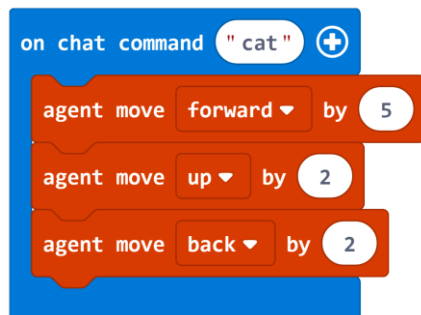 on chat command "cat"
agent move forward by 5
agent move up by 2
agent move back by 2